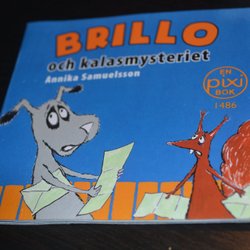 BRILLO
och kalasmysteriet
Annika Samuelsson
EN
pixi
BOK
1486